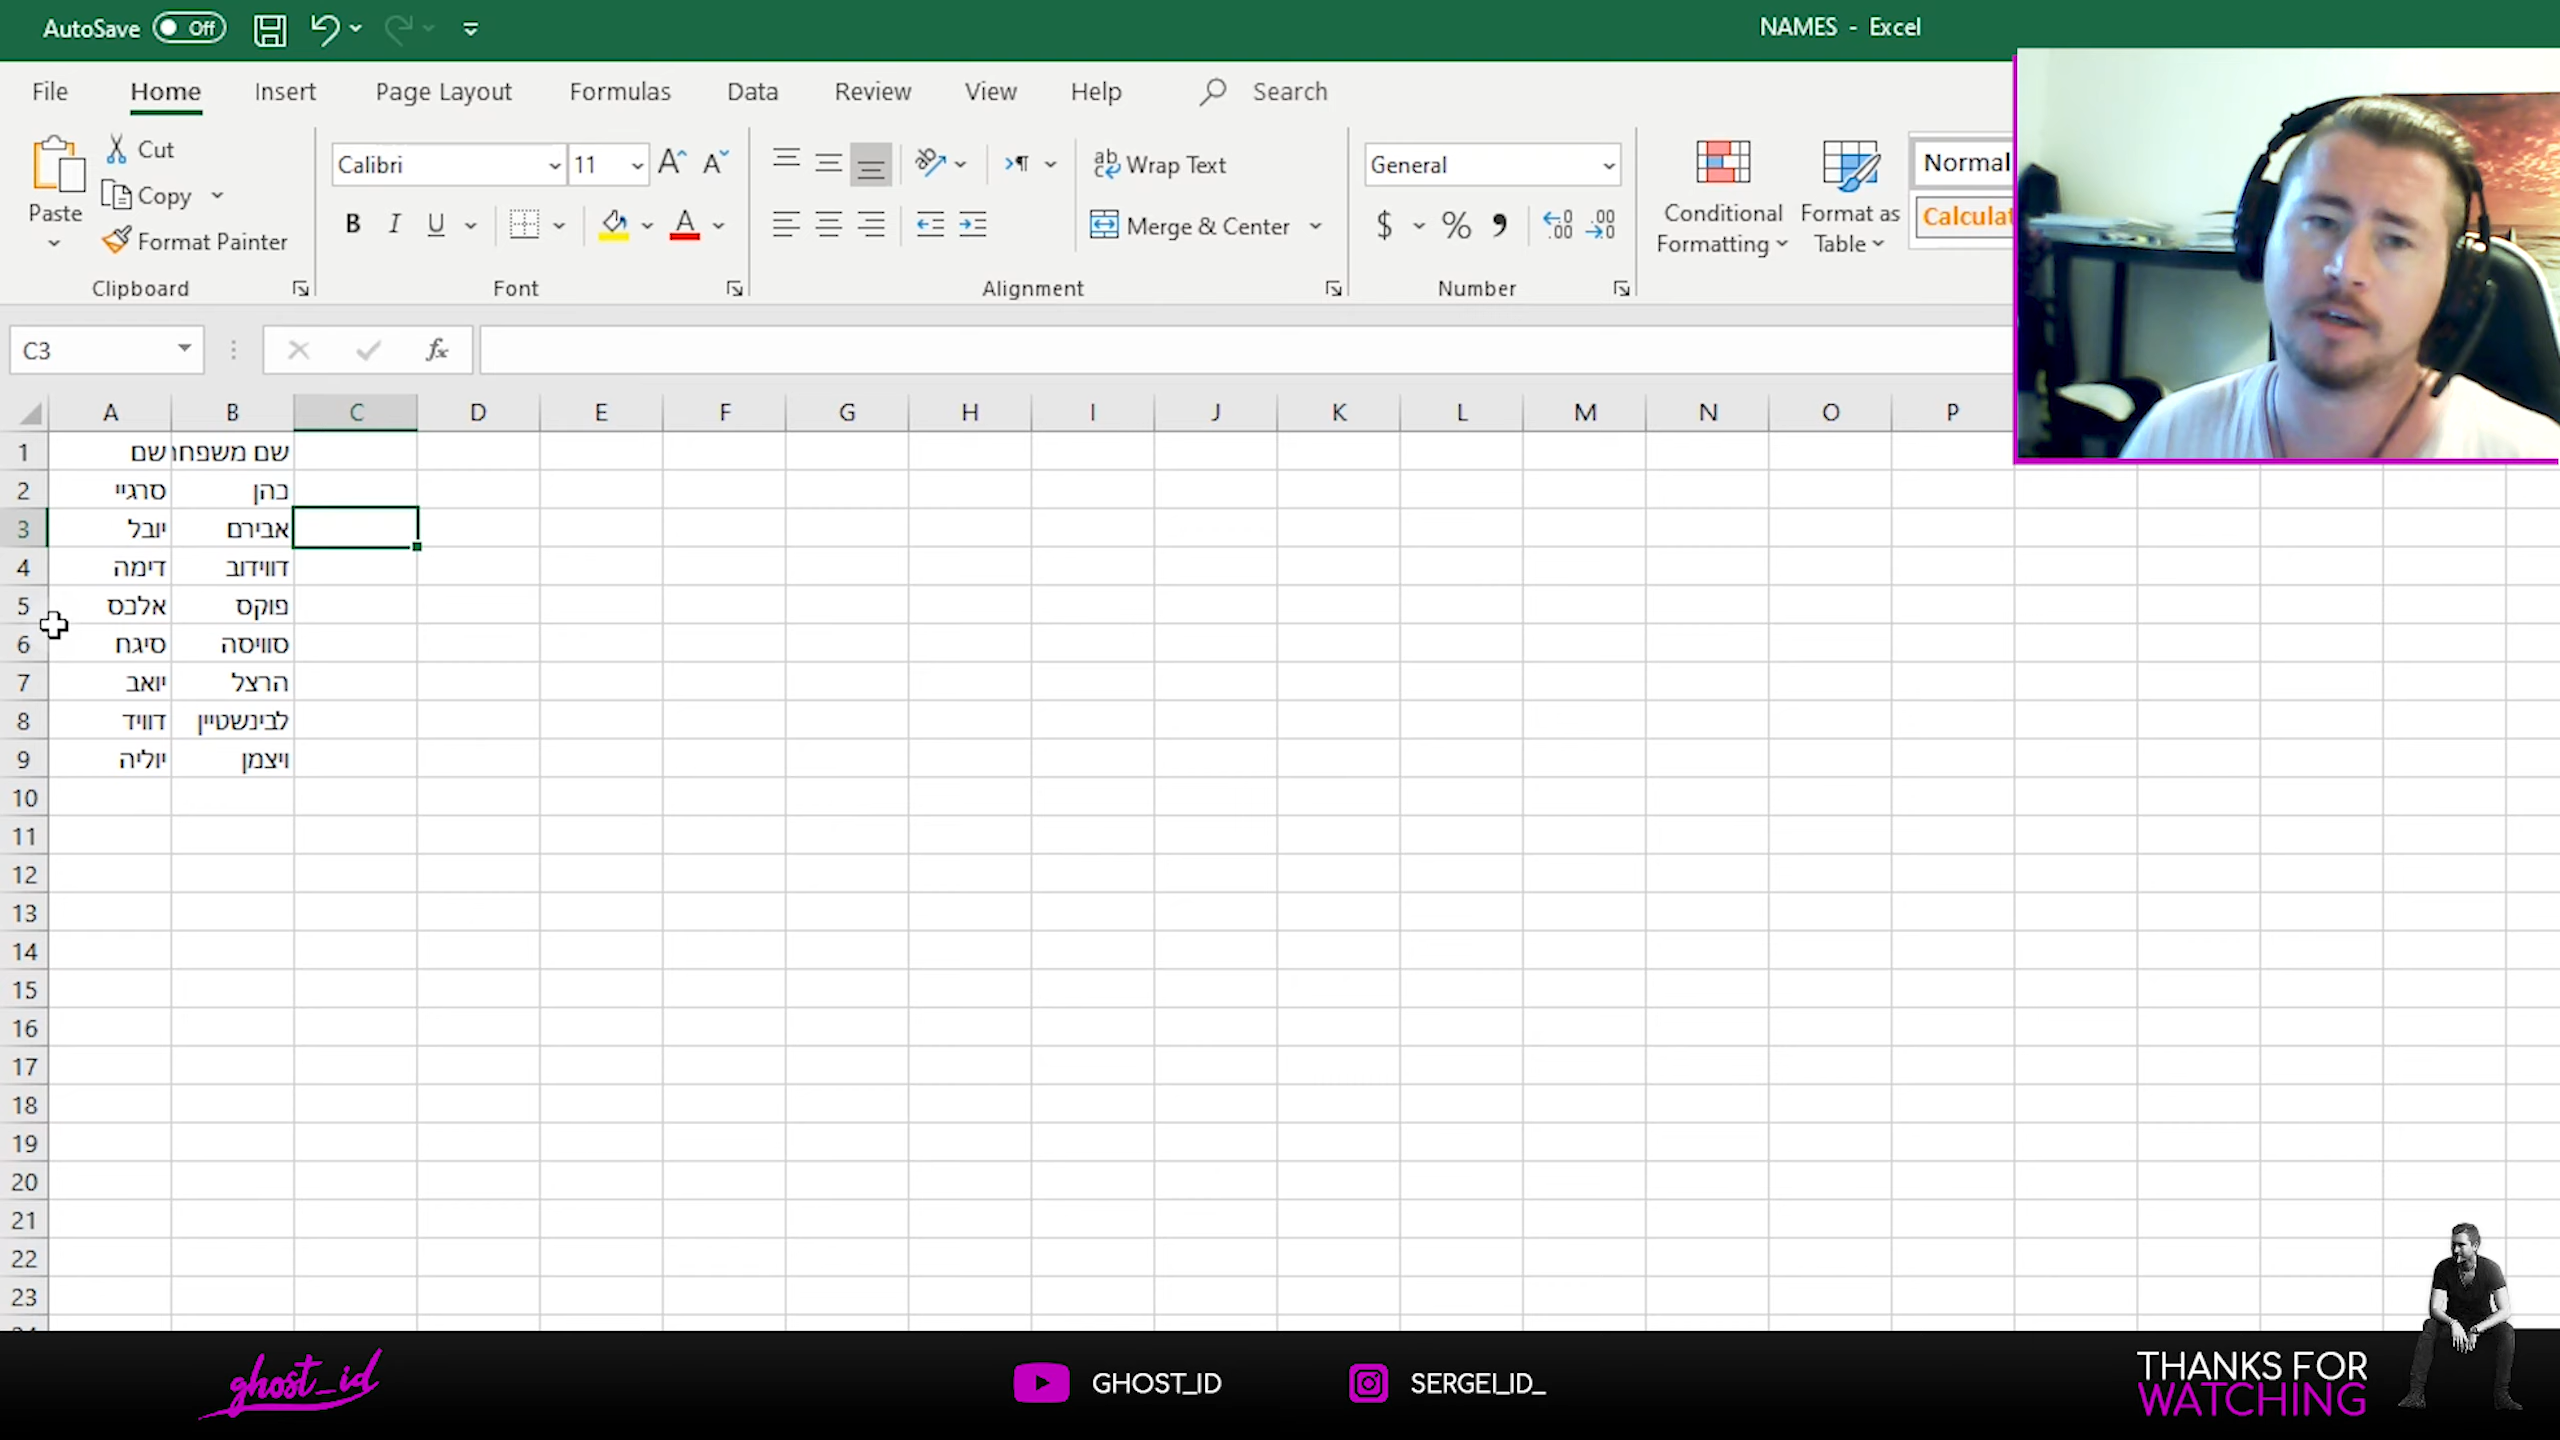 AutoSave Off
NAMES - Excel
File Home Insert Page Layout Formulas Data Review View Help Search
Paste
Cut
Copy
Format Painter
Clipboard
Calibri 11
B I U A
Font
Wrap Text
Merge & Center
Alignment
General
$ % ,
Number
Conditional Formatting
Format as Table
Normal
Calculat
C3
fx
A B C D E F G H I J K L M N O P
1 שם שם משפחה
2 סרגיי כהן
3 יובל אבירם
4 דימה דווידוב
5 אלכס פוקס
6 סיגח סוויסה
7 יואב הרצל
8 דוויד לבינשטיין
9 יוליה ויצמן
10
11
12
13
14
15
16
17
18
19
20
21
22
23
ghost_id
GHOST_ID
SERGEI_ID_
THANKS FOR
WATCHING